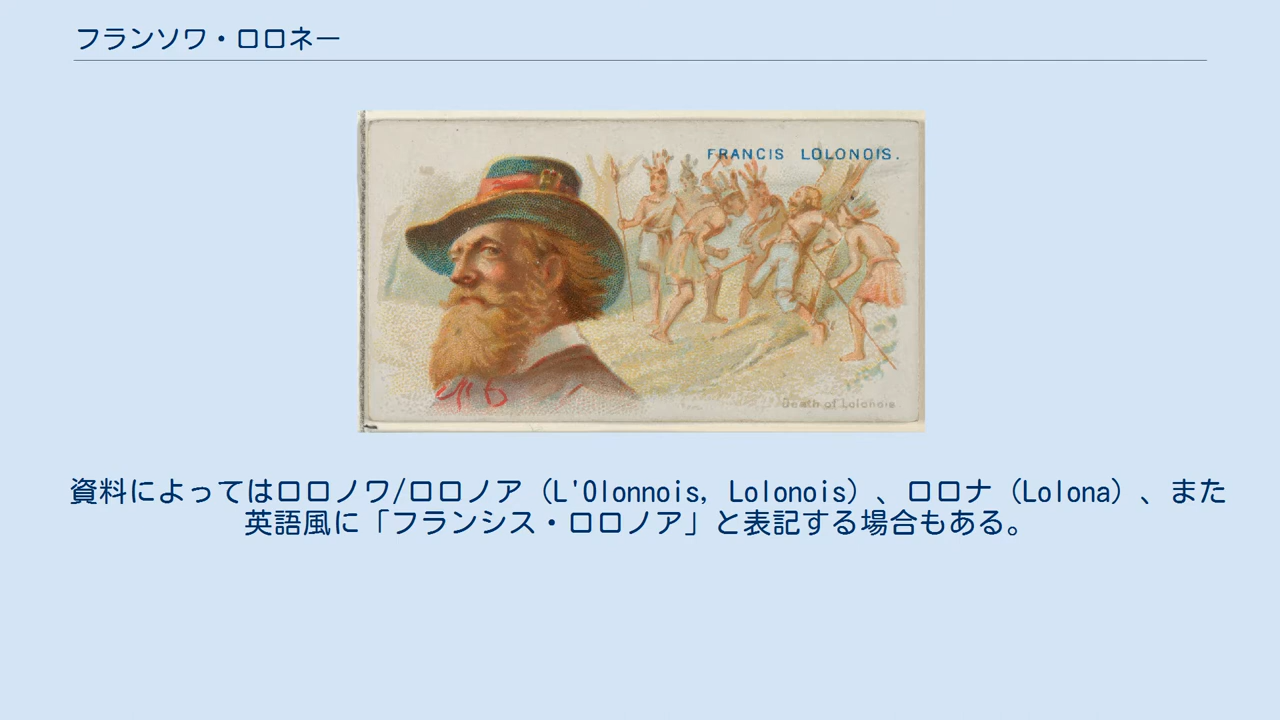 フランソワ・ロロネー
FRANCIS LOLONOIS.
Death of Lolonois
資料によってはロロノワ/ロロノア（L'Olonnois, Lolonois）、ロロナ（Lolona）、また
英語風に「フランシス・ロロノア」と表記する場合もある。